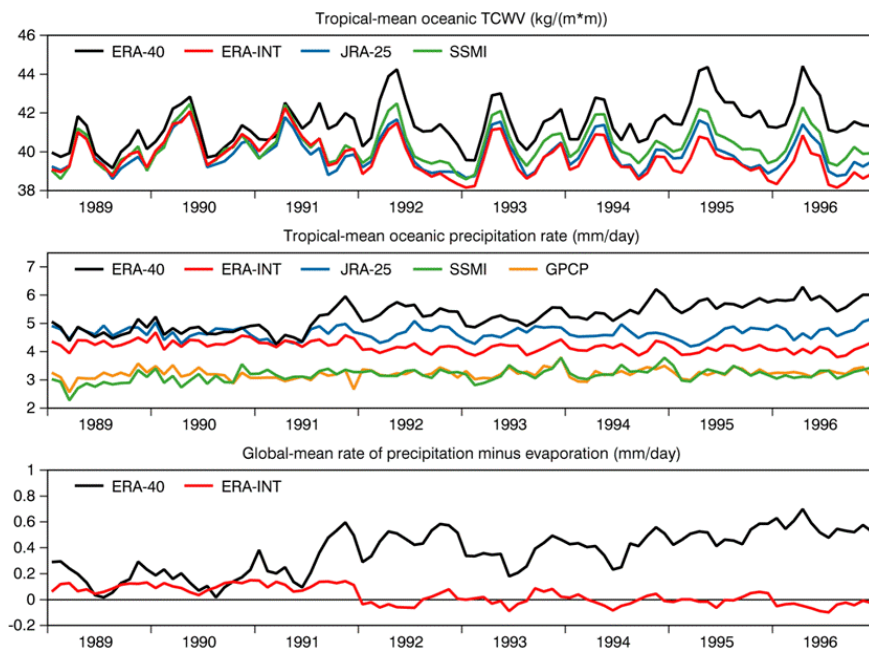 Tropical-mean oceanic TCWV (kg/(m*m))
46
44
42
40
38
ERA-40 ERA-INT JRA-25 SSMI
1989 1990 1991 1992 1993 1994 1995 1996
Tropical-mean oceanic precipitation rate (mm/day)
7
6
5
4
3
2
ERA-40 ERA-INT JRA-25 SSMI GPCP
1989 1990 1991 1992 1993 1994 1995 1996
Global-mean rate of precipitation minus evaporation (mm/day)
1
0.8
0.6
0.4
0.2
0
-0.2
ERA-40 ERA-INT
1989 1990 1991 1992 1993 1994 1995 1996